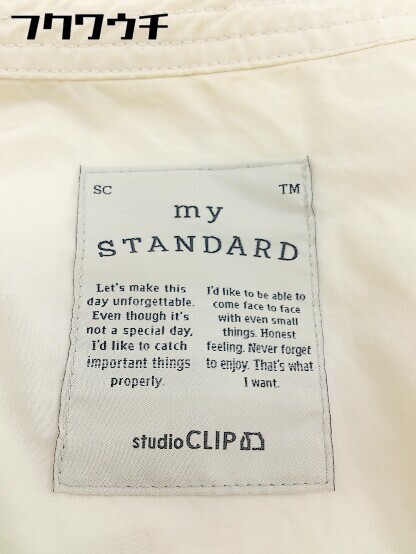 フクワウチ
SC TM
my
STANDARD
Let's make this
day unforgettable.
Even though it's
not a special day,
I'd like to catch
important things
properly.
I'd like to be able to
come face to face
with even small
things. Honest
feeling. Never forget
to enjoy. That's what
I want.
studio CLIP